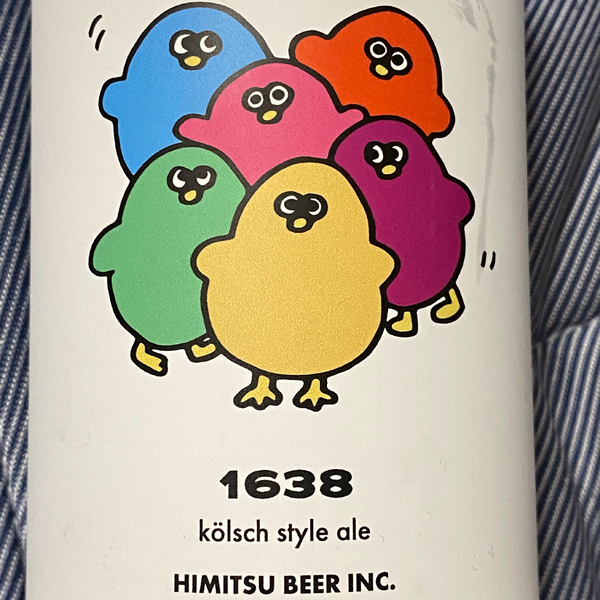 1638
kölsch style ale
HIMITSU BEER INC.